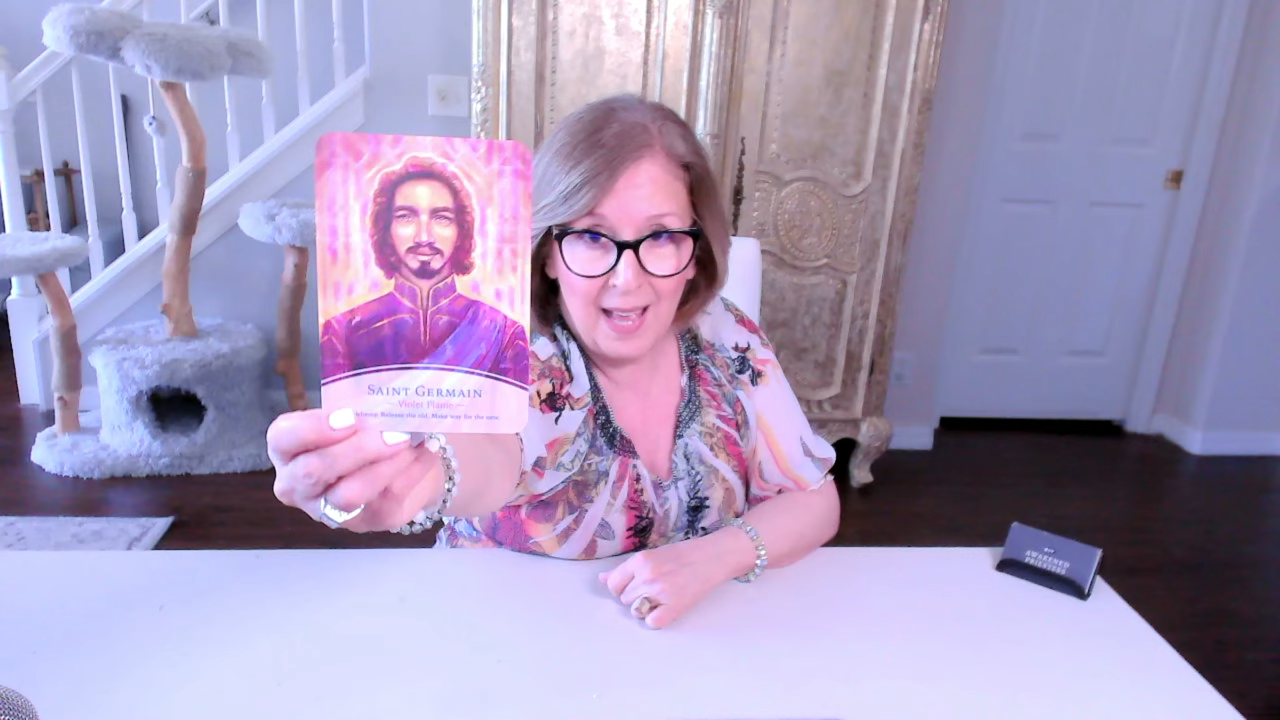 SAINT GERMAIN
Violet Flame
Release the old. Make way for the new.
AWAKENED
PRIESTESS